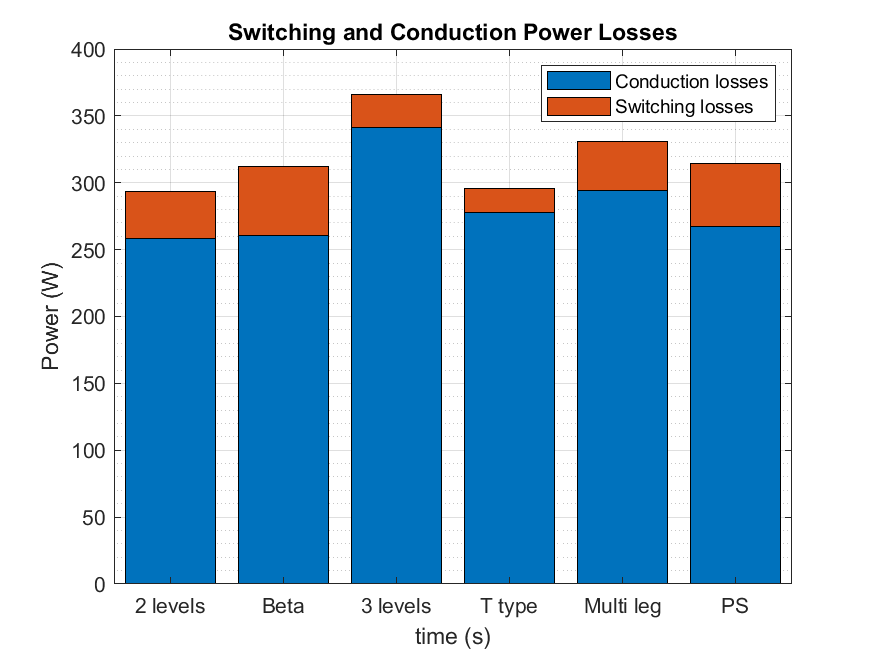 Switching and Conduction Power Losses
400
350
300
250
200
150
100
50
0
Power (W)
Conduction losses
Switching losses
2 levels Beta 3 levels T type Multi leg PS
time (s)